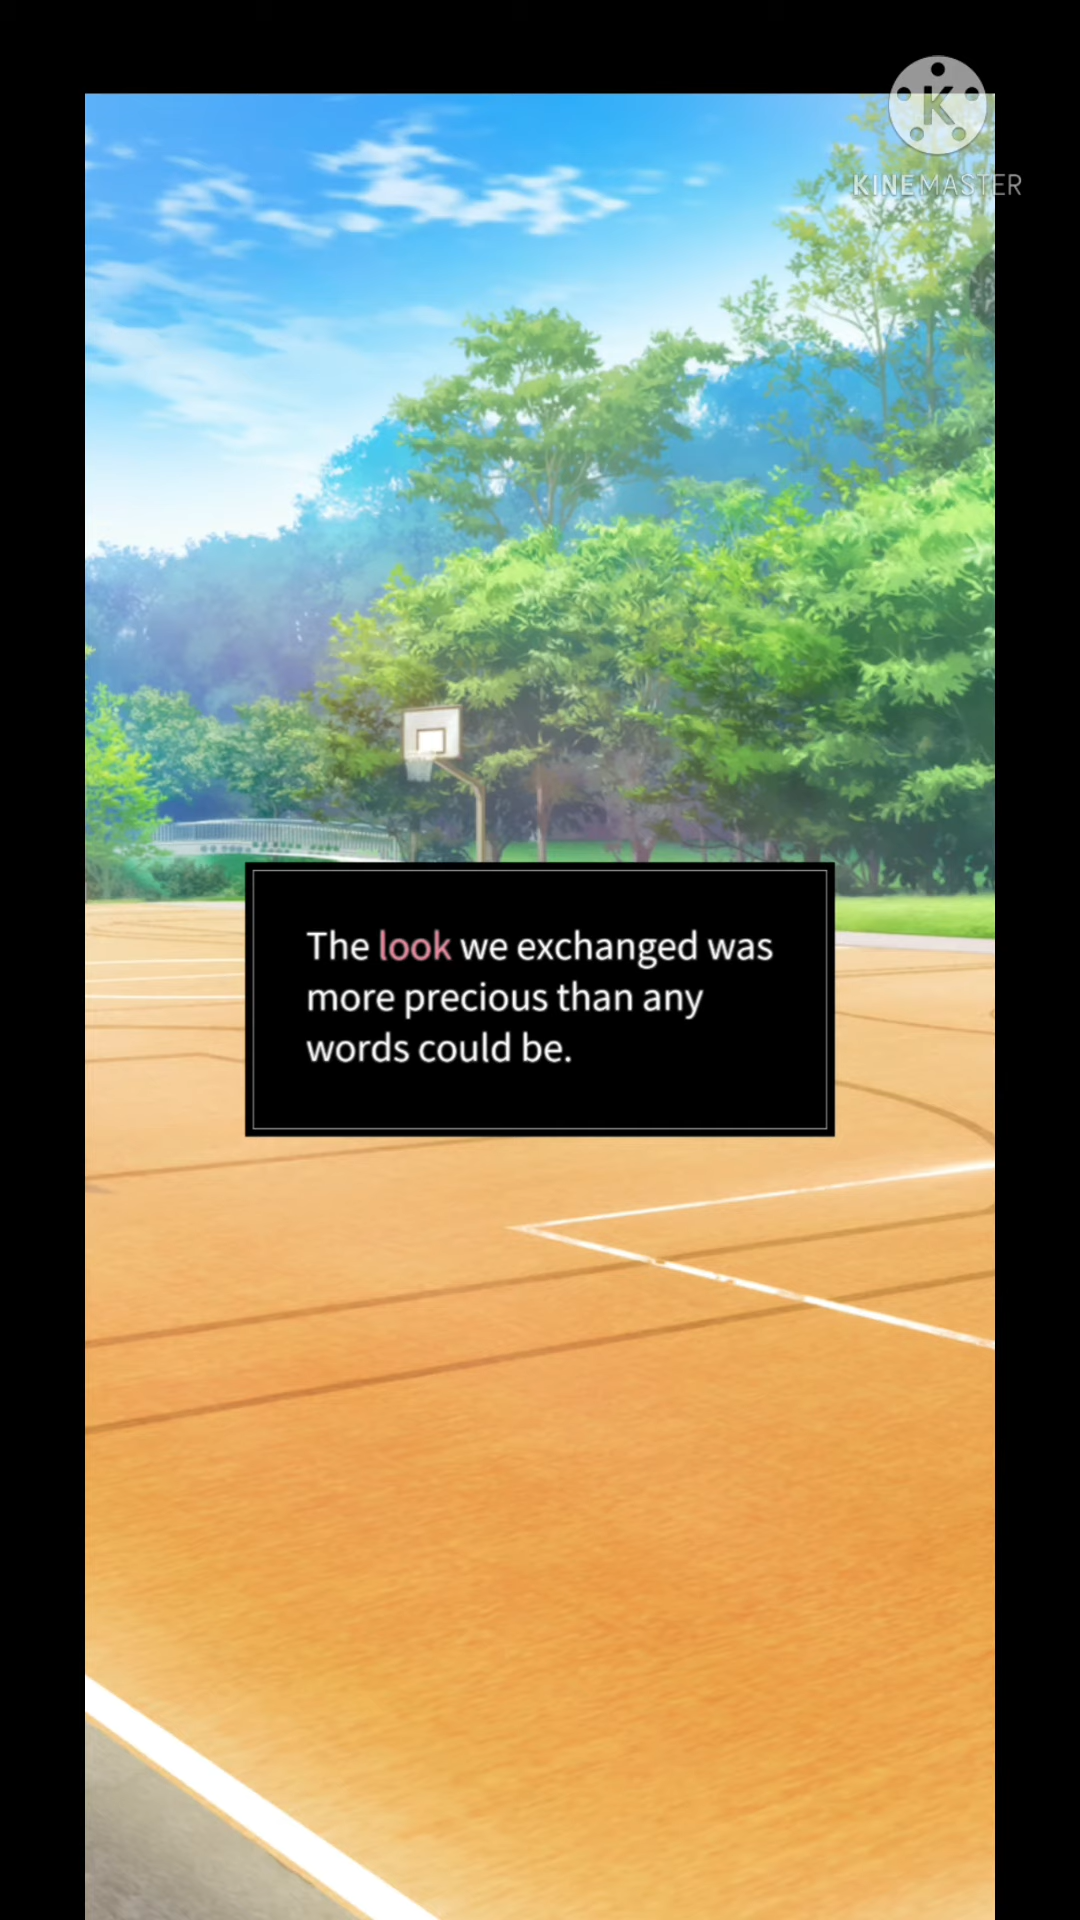 K
KINEMASTER
The look we exchanged was
more precious than any
words could be.